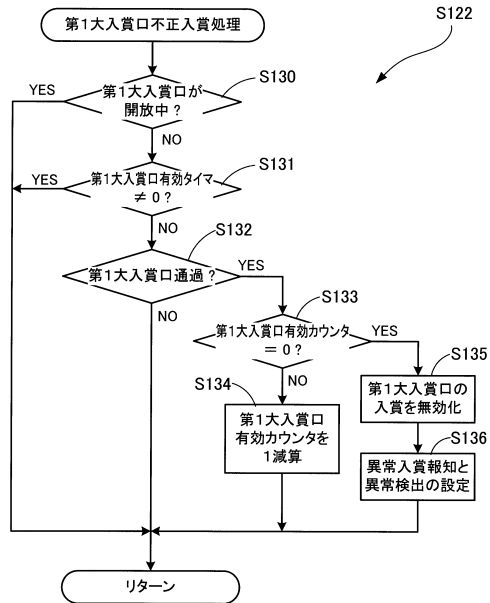 第1大入賞口不正入賞処理
S122
S130
第1大入賞口が
開放中?
YES
NO
S131
第1大入賞口有効タイマ
≠0?
YES
NO
S132
第1大入賞口通過?
YES
NO
S133
第1大入賞口有効カウンタ
=0?
YES
NO
S134
第1大入賞口
有効カウンタを
1減算
S135
第1大入賞口の
入賞を無効化
S136
異常入賞報知と
異常検出の設定
リターン